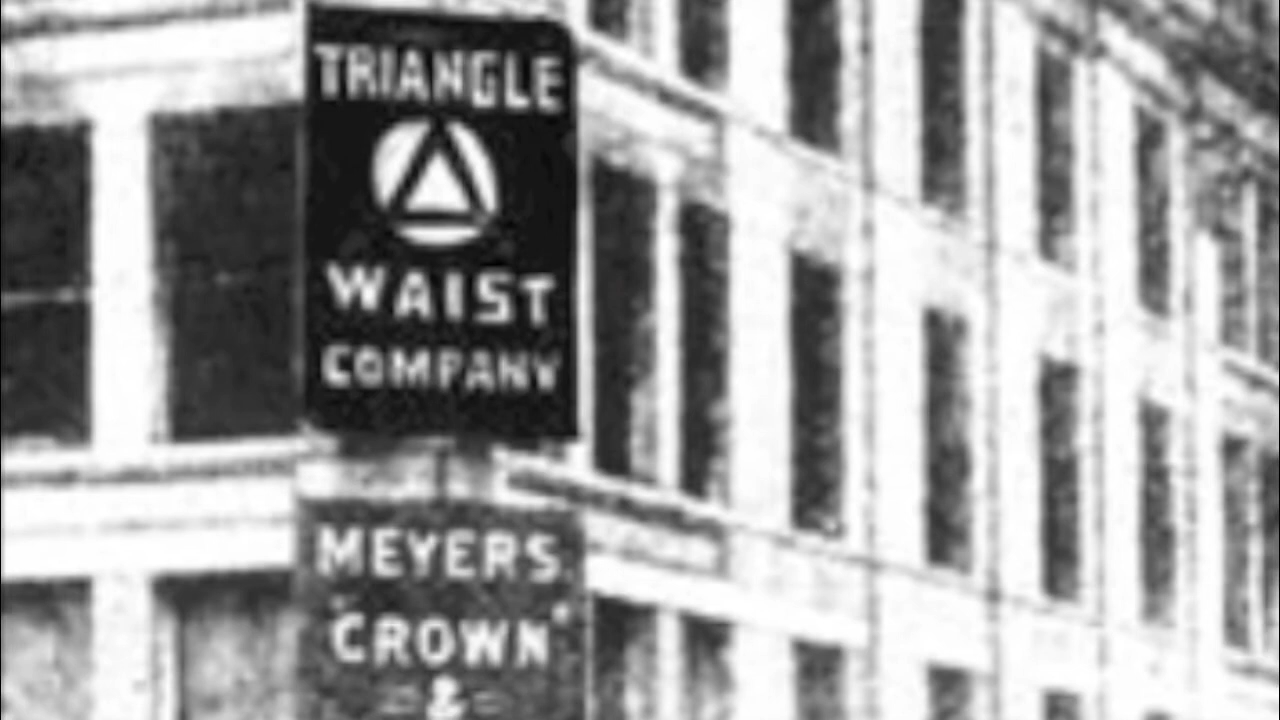 TRIANGLE
WAIST
COMPANY
MEYERS.
"CROWN"
&